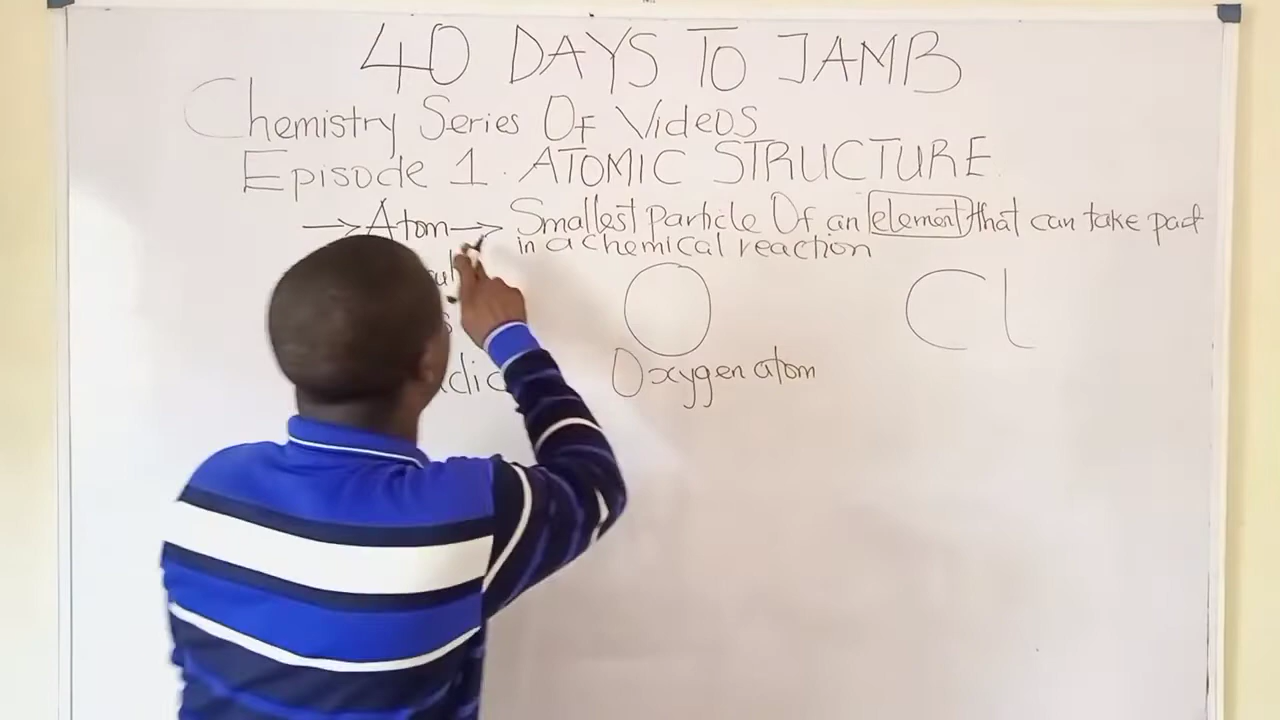 40 DAYS TO JAMB
Chemistry Series Of Videos
Episode 1. ATOMIC STRUCTURE
→ Atom → Smallest particle Of an element that can take part
in a chemical reaction
O Cl
Oxygen atom